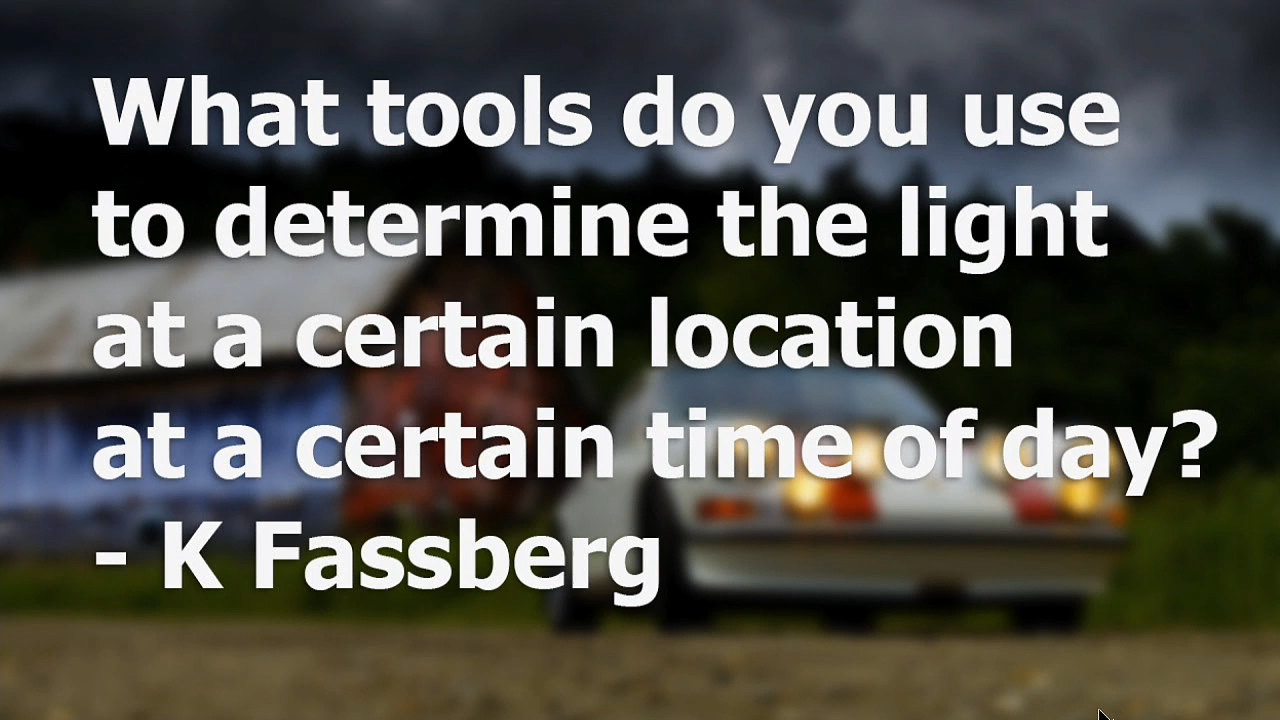 What tools do you use
to determine the light
at a certain location
at a certain time of day?
- K Fassberg